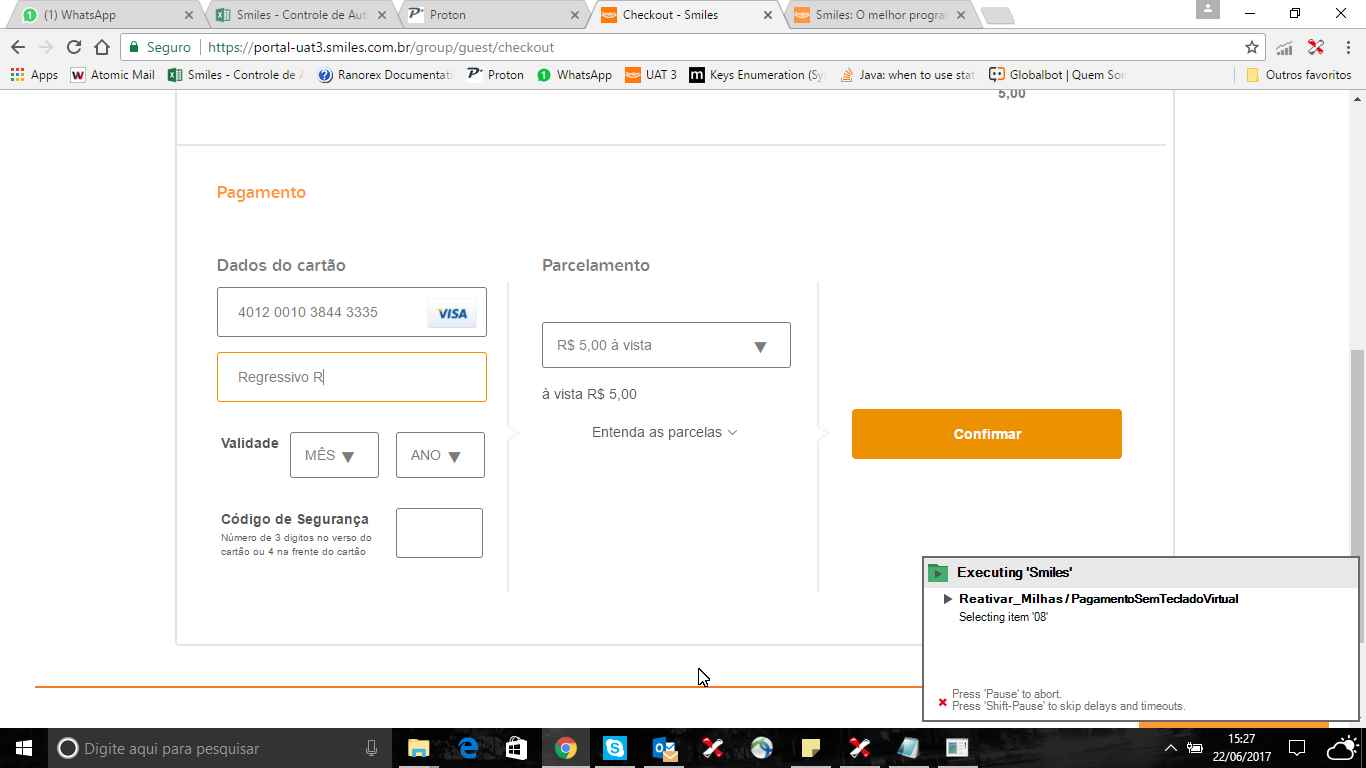 (1) WhatsApp
Smiles - Controle de Aut
Proton
Checkout - Smiles
Smiles: O melhor progra
Seguro
https://portal-uat3.smiles.com.br/group/guest/checkout
Apps
Atomic Mail
Smiles - Controle de A
Ranorex Documentati
Proton
WhatsApp
UAT 3
Keys Enumeration (Sy
Java: when to use stat
Globalbot | Quem Som
Outros favoritos
5,00
Pagamento
Dados do cartão
4012 0010 3844 3335
VISA
Regressivo R
Validade
MÊS
ANO
Código de Segurança
Número de 3 digitos no verso do
cartão ou 4 na frente do cartão
Parcelamento
R$ 5,00 à vista
à vista R$ 5,00
Entenda as parcelas
Confirmar
Executing 'Smiles'
Reativar_Milhas / PagamentoSemTecladoVirtual
Selecting item '08'
Press 'Pause' to abort.
Press 'Shift-Pause' to skip delays and timeouts.
Digite aqui para pesquisar
15:27
22/06/2017